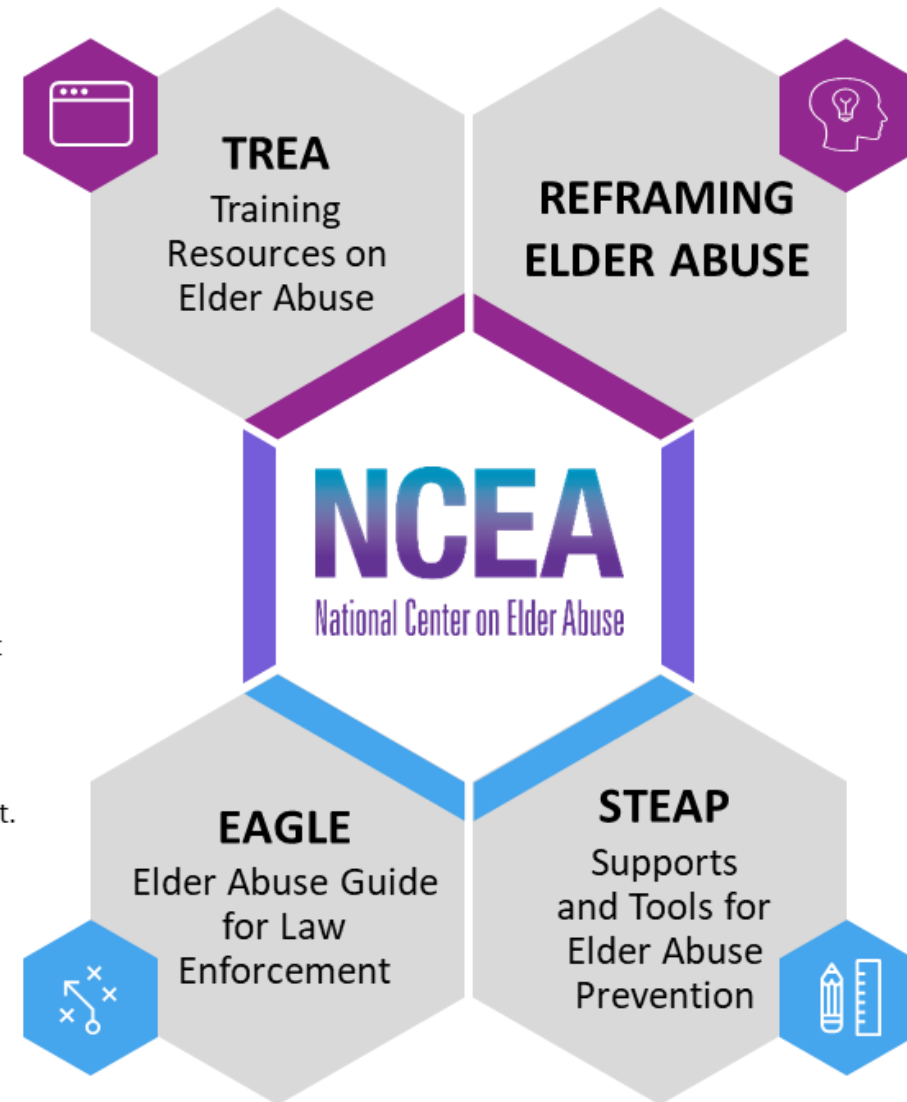 TREA
Training
Resources on
Elder Abuse
REFRAMING
ELDER ABUSE
NCEA
National Center on Elder Abuse
EAGLE
Elder Abuse Guide
for Law
Enforcement
STEAP
Supports
and Tools for
Elder Abuse
Prevention